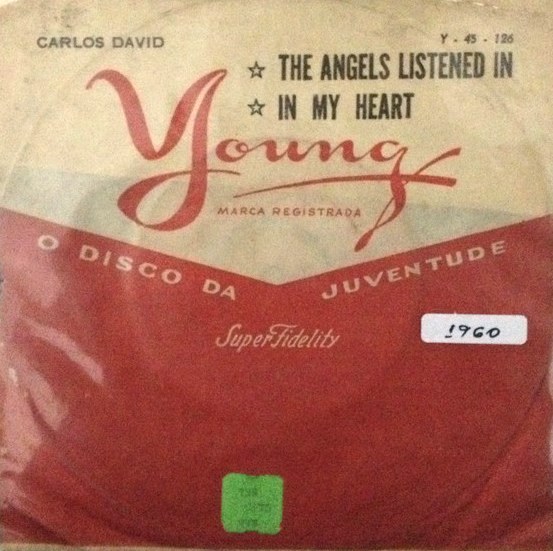 CARLOS DAVID
Y - 45 - 126
☆ THE ANGELS LISTENED IN
☆ IN MY HEART
Young
MARCA REGISTRADA
O DISCO DA JUVENTUDE
SuperFidelity
1960